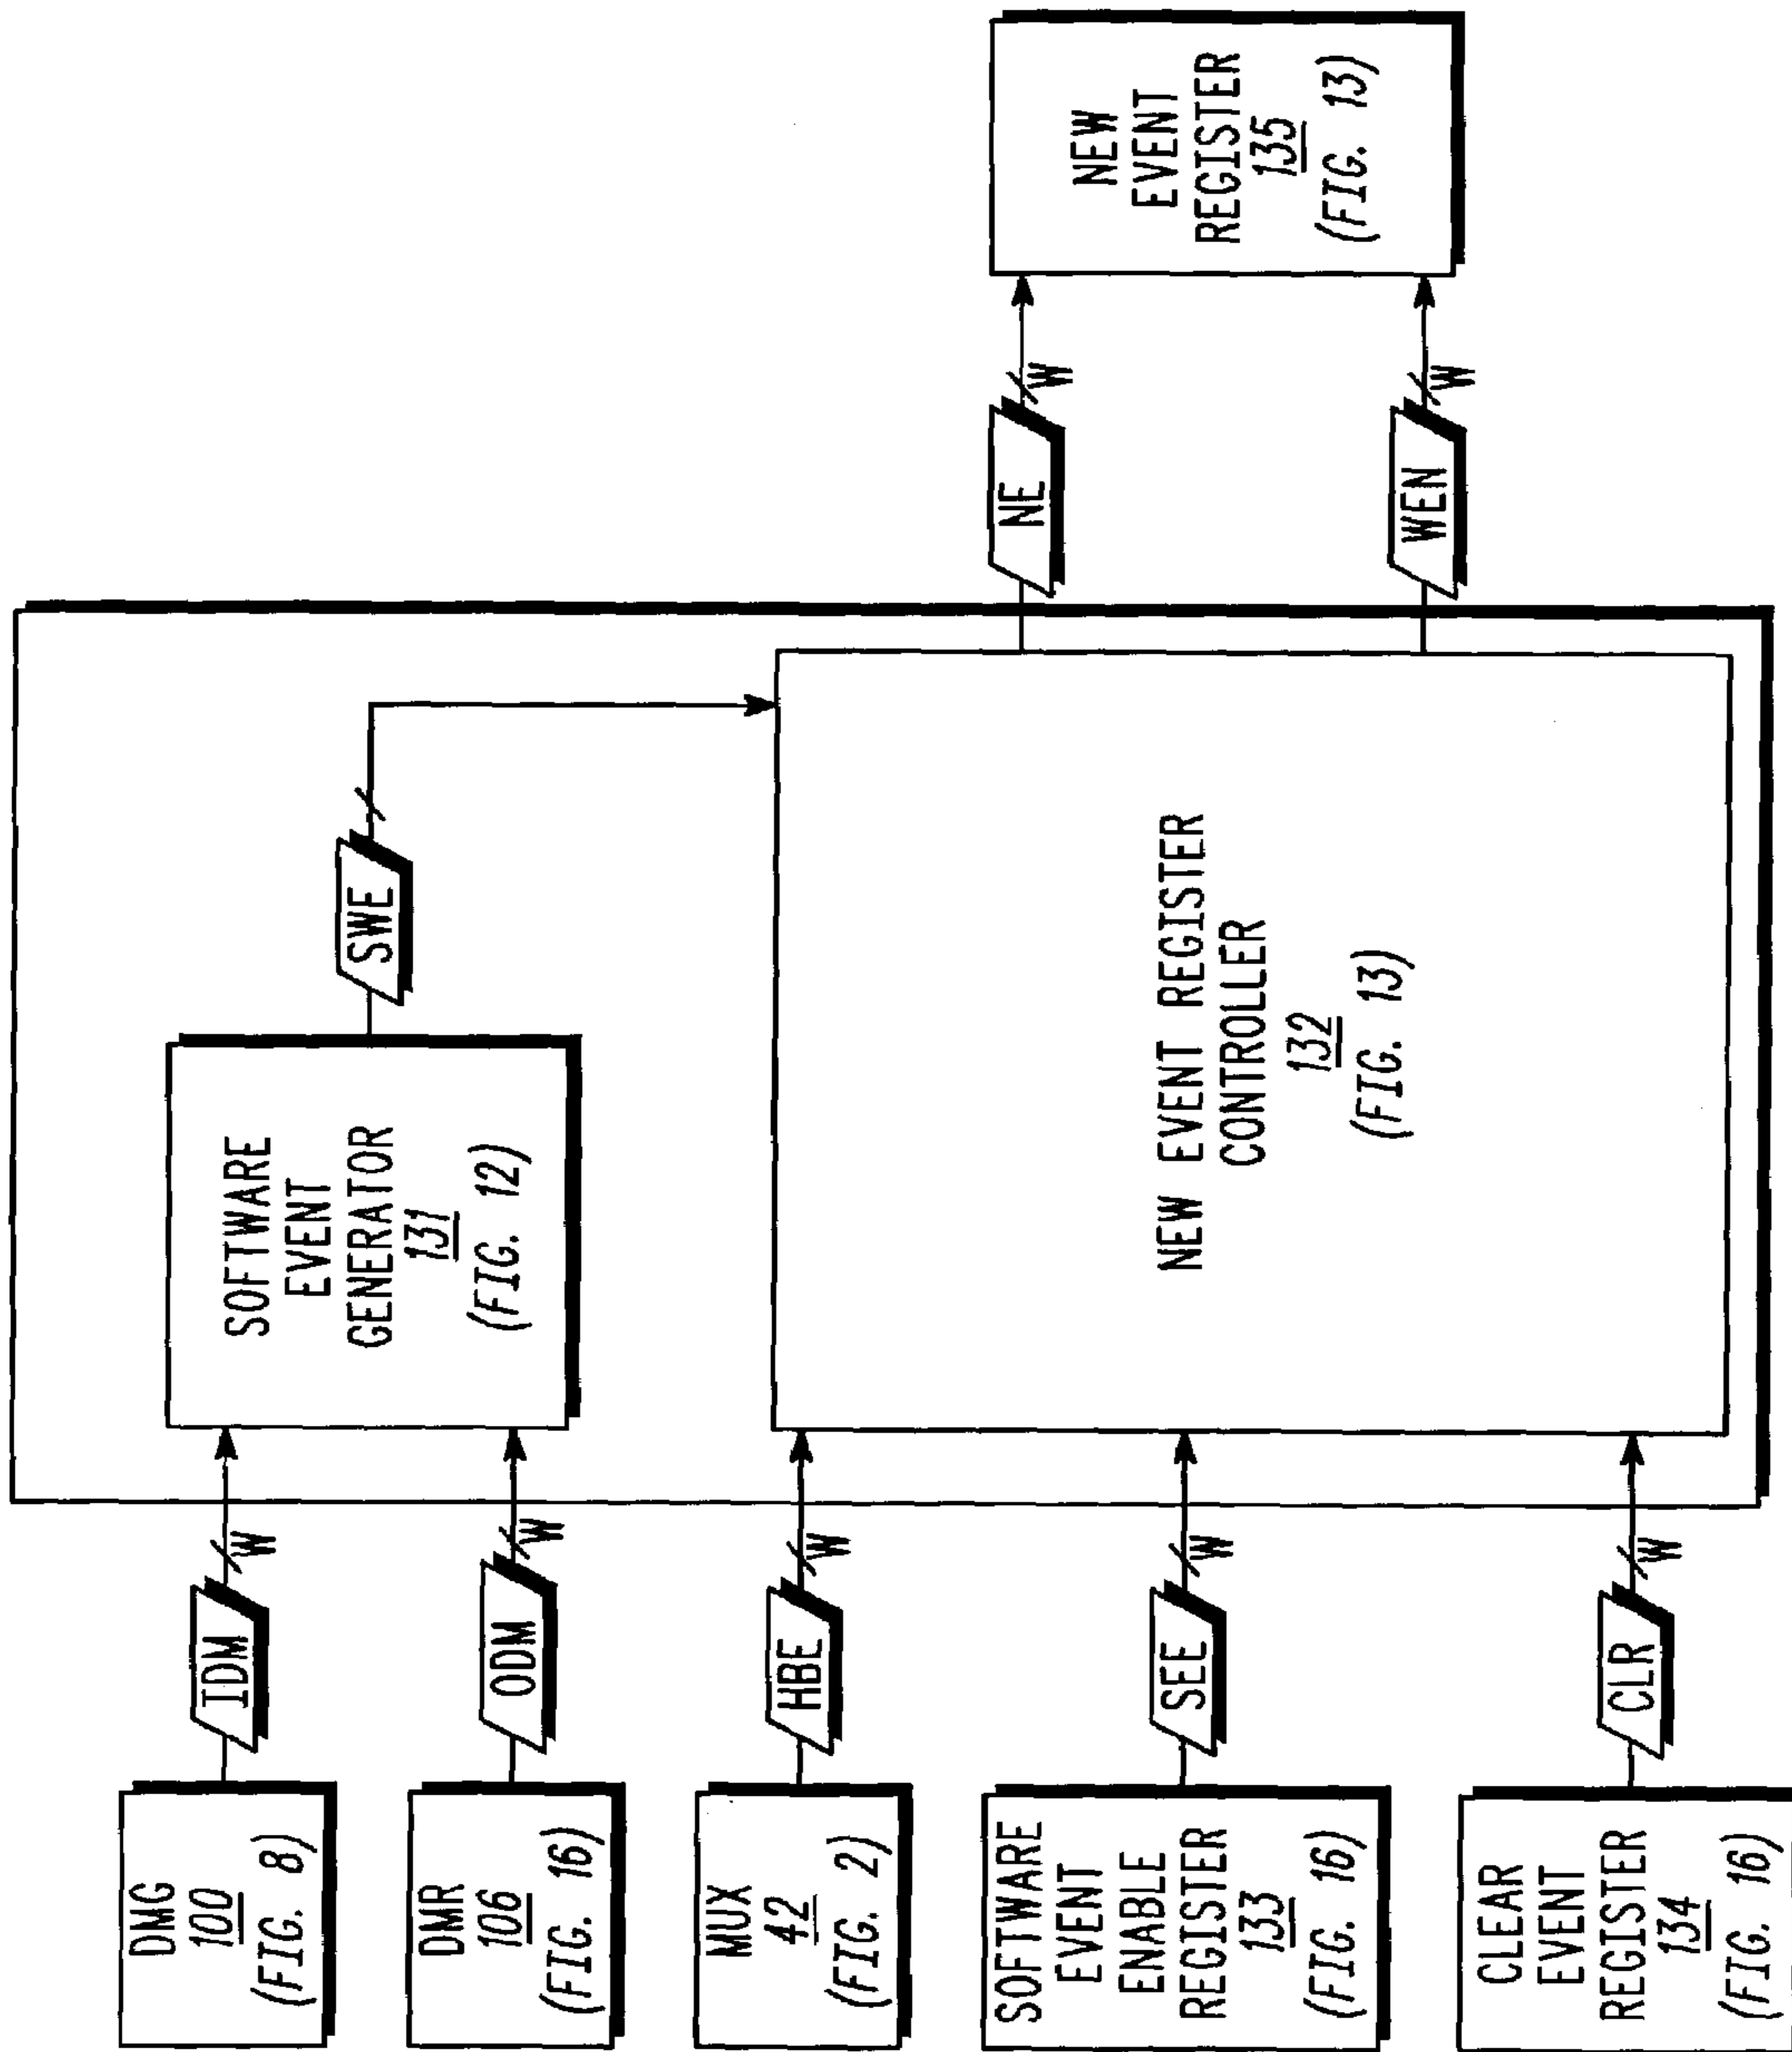 DMG
100
(FIG. 8)
IDM
W
DMR
106
(FIG. 16)
ODM
W
SOFTWARE
EVENT
GENERATOR
131
(FIG. 12)
SWE
MUX
42
(FIG. 2)
HBE
W
SOFTWARE
EVENT
ENABLE
REGISTER
133
(FIG. 16)
SEE
W
CLEAR
EVENT
REGISTER
134
(FIG. 16)
CLR
W
NEW EVENT REGISTER
CONTROLLER
132
(FIG. 13)
NE
W
WEN
W
NEW
EVENT
REGISTER
135
(FIG. 13)